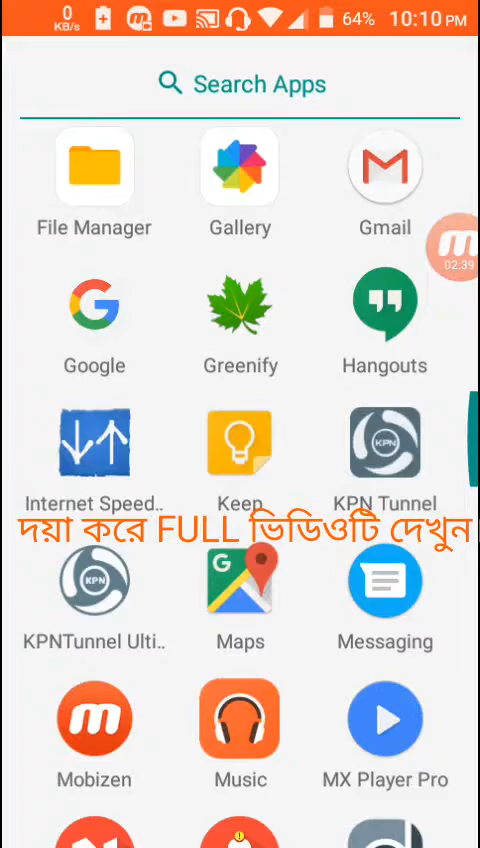 0 KB/s 64% 10:10 PM
Search Apps
File Manager Gallery Gmail
02:39
Google Greenify Hangouts
Internet Speed.. Keep KPN Tunnel
দয়া করে FULL ভিডিওটি দেখুন
KPN
KPN
KPNTunnel Ulti.. Maps Messaging
Mobizen Music MX Player Pro